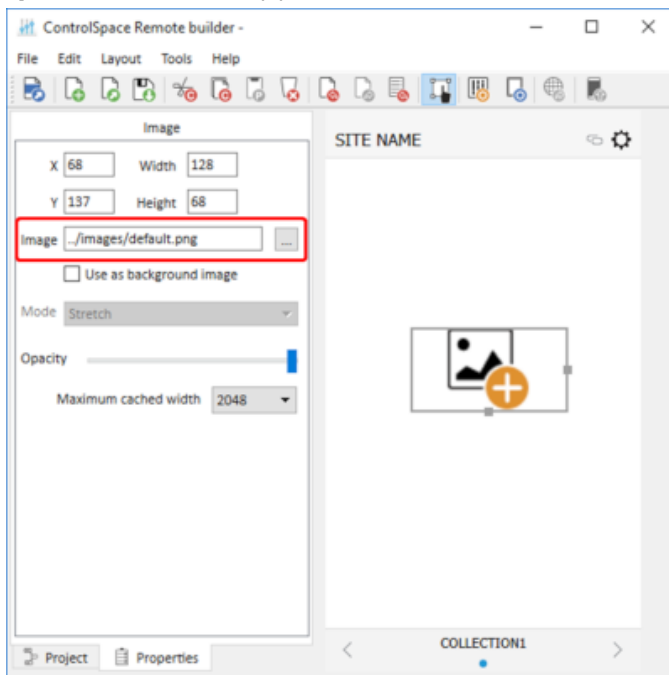 ControlSpace Remote builder -
File Edit Layout Tools Help
Image
X 68 Width 128
Y 137 Height 68
Image ../images/default.png ...
Use as background image
Mode Stretch
Opacity
Maximum cached width 2048
Project Properties
SITE NAME
COLLECTION1